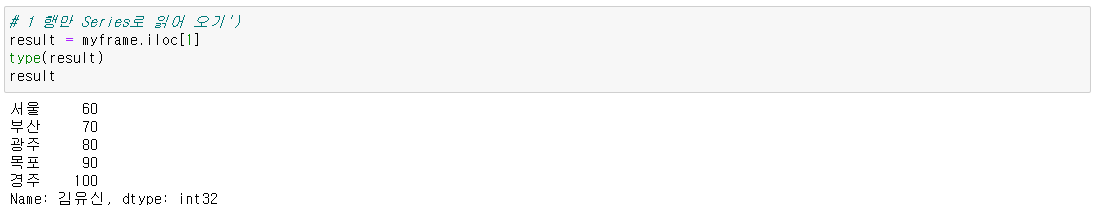 # 1 행만 Series로 읽어 오기')
result = myframe.iloc[1]
type(result)
result
서울 60
부산 70
광주 80
목포 90
경주 100
Name: 김유신, dtype: int32